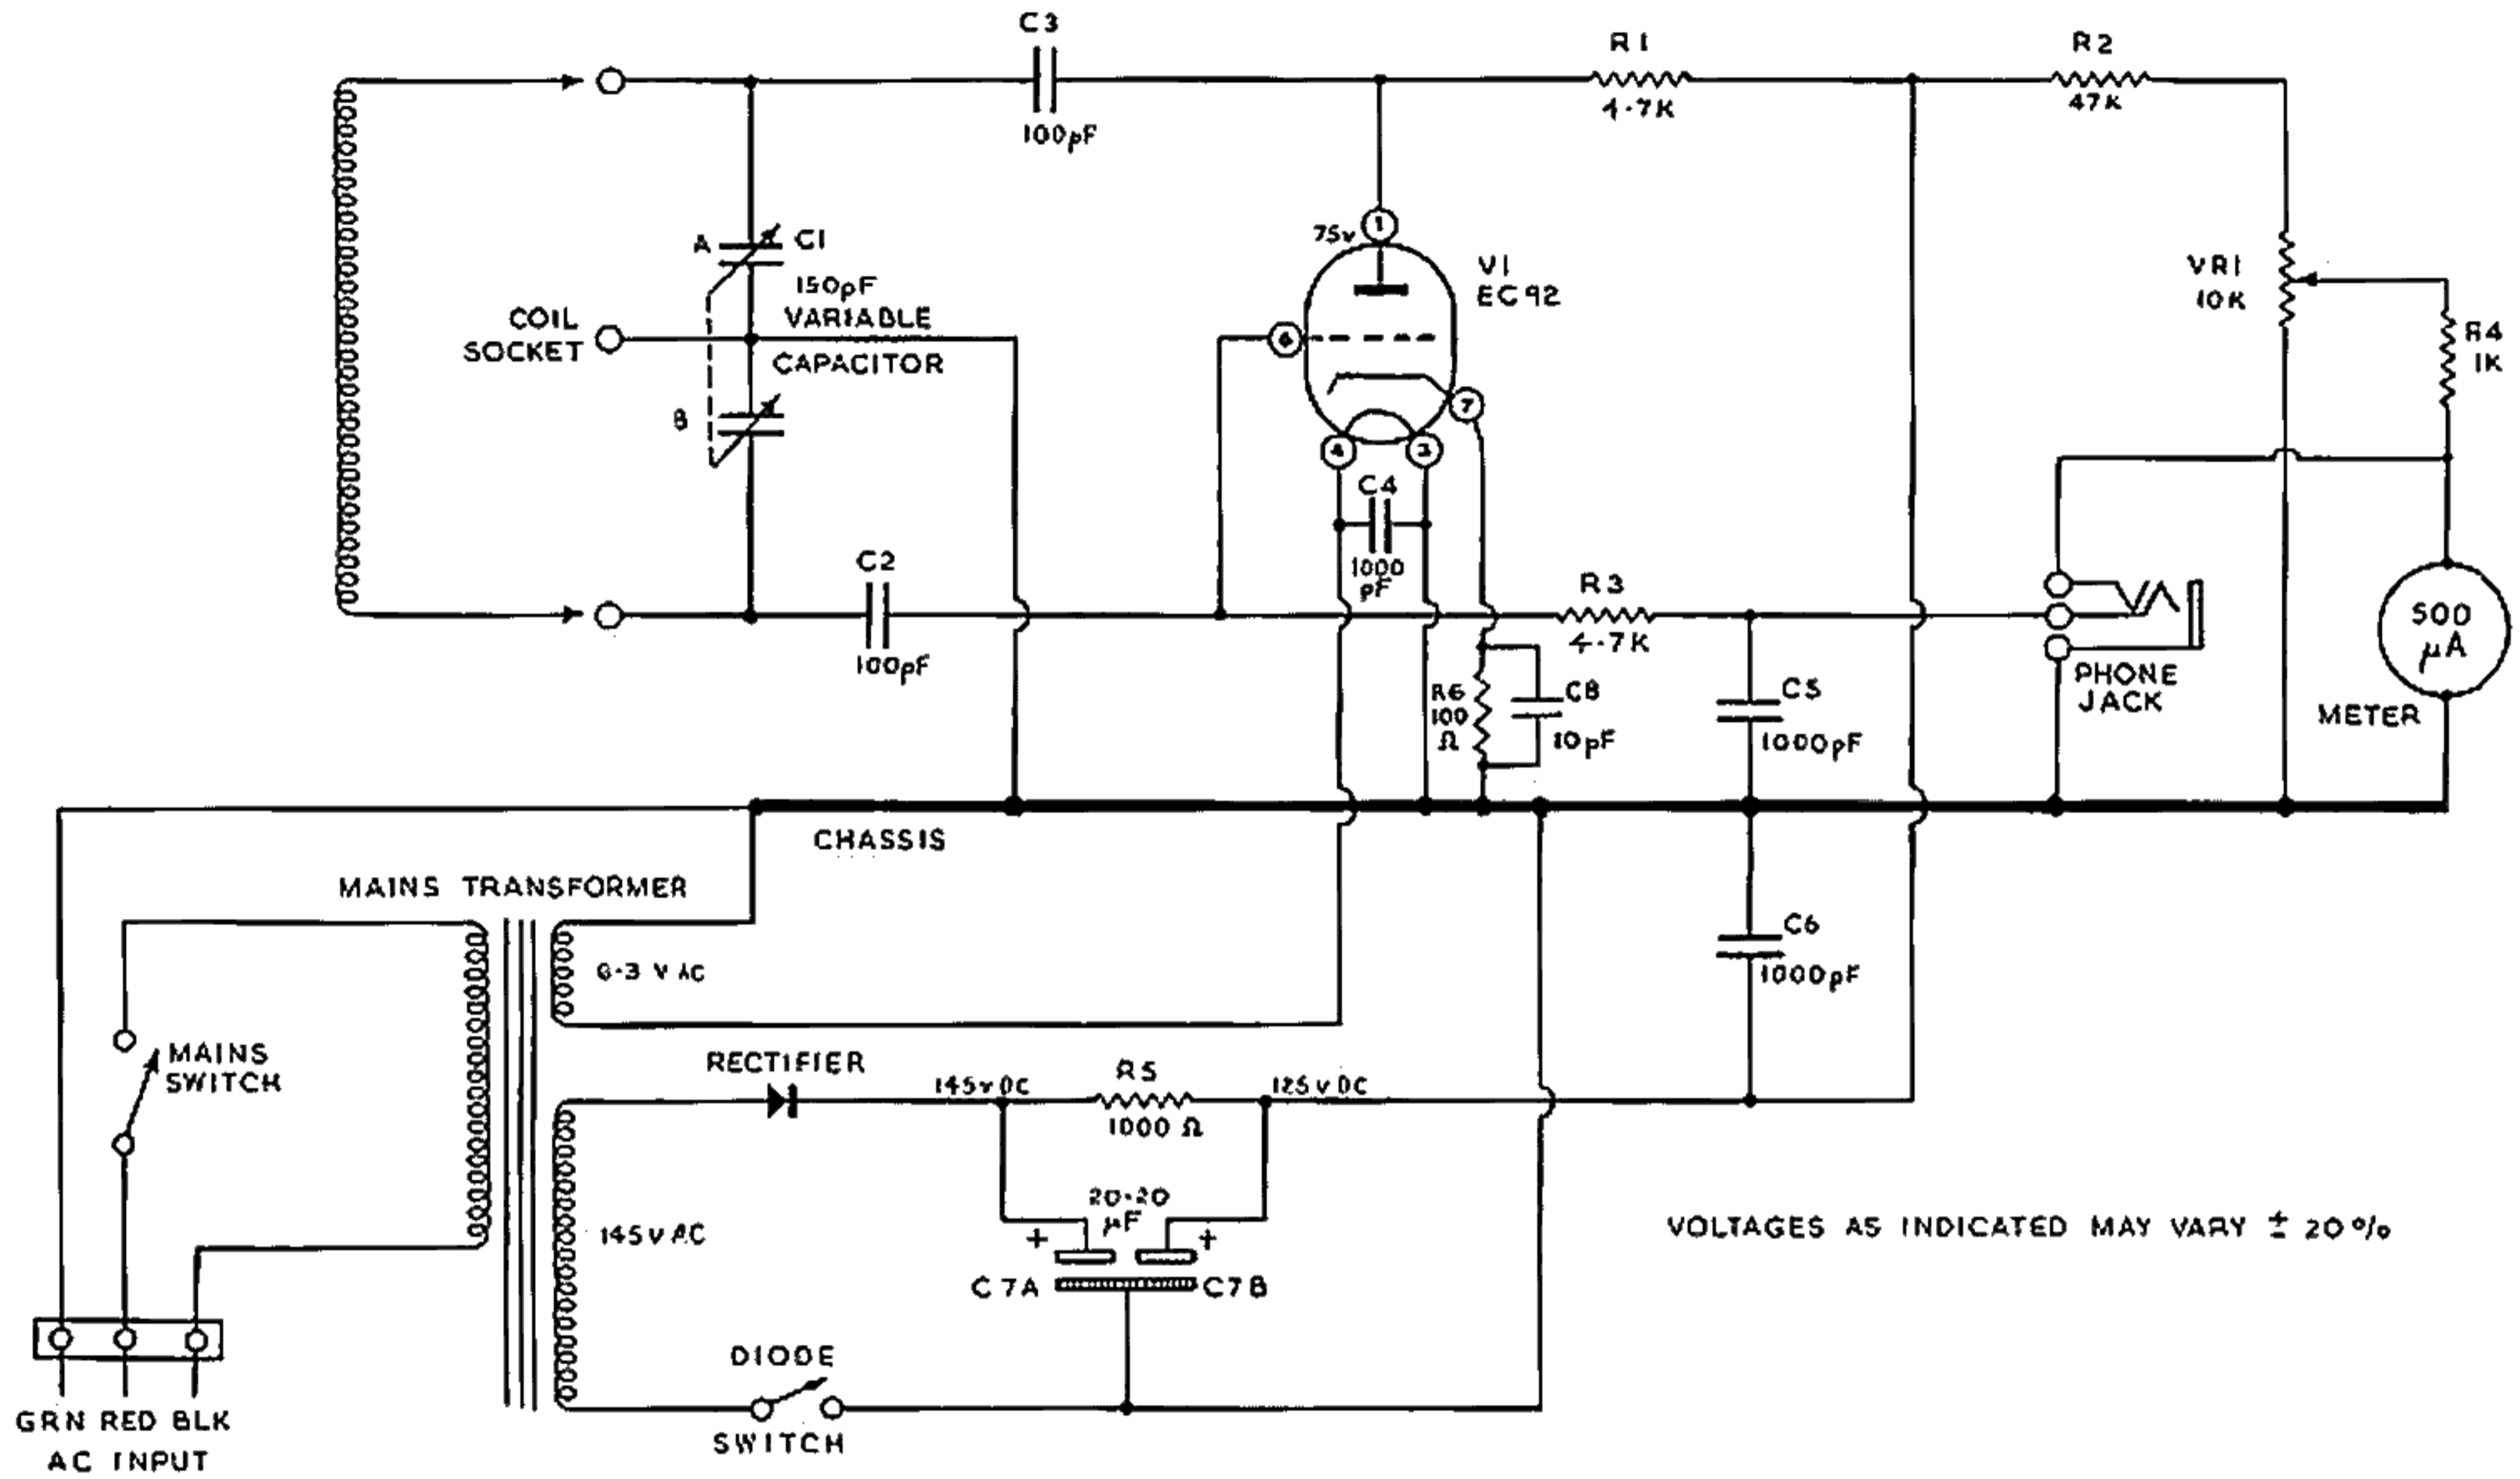 C3
100pF
R1
4.7K
R2
47K
A
C1
150pF
VARIABLE
CAPACITOR
COIL
SOCKET
B
75v
1
V1
EC92
6
7
4
3
C4
1000
pF
VR1
10K
R4
1K
C2
100pF
R3
4.7K
R6
100
Ω
C8
10pF
C5
1000pF
PHONE
JACK
500
μA
METER
CHASSIS
MAINS TRANSFORMER
6.3 V AC
C6
1000pF
MAINS
SWITCH
RECTIFIER
145v DC
R5
1000 Ω
125v DC
145v AC
20-20
μF
+
+
C7A
C7B
VOLTAGES AS INDICATED MAY VARY ± 20%
DIODE
SWITCH
GRN RED BLK
AC INPUT